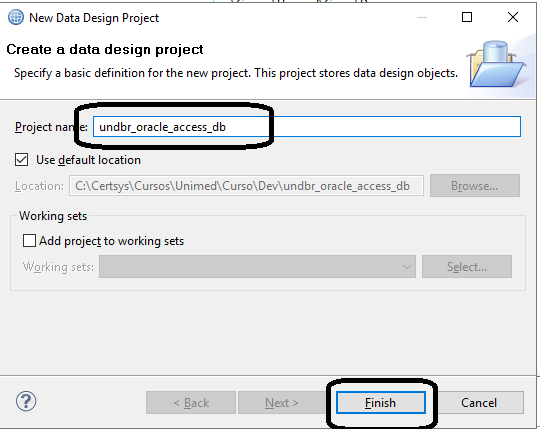 New Data Design Project
Create a data design project
Specify a basic definition for the new project. This project stores data design objects.
Project name: undbr_oracle_access_db
Use default location
Location: C:\Certsys\Cursos\Unimed\Curso\Dev\undbr_oracle_access_db Browse...
Working sets
Add project to working sets
Working sets: Select...
? < Back Next > Finish Cancel